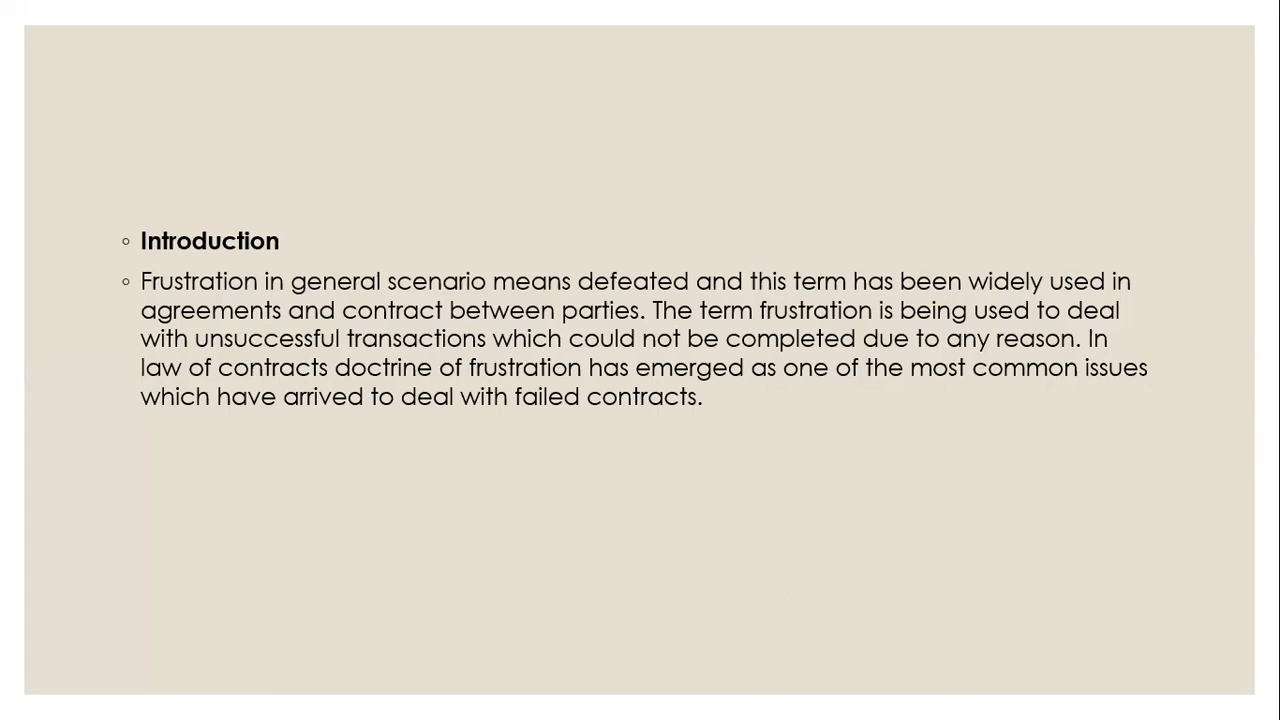 ◦ Introduction
◦ Frustration in general scenario means defeated and this term has been widely used in
agreements and contract between parties. The term frustration is being used to deal
with unsuccessful transactions which could not be completed due to any reason. In
law of contracts doctrine of frustration has emerged as one of the most common issues
which have arrived to deal with failed contracts.